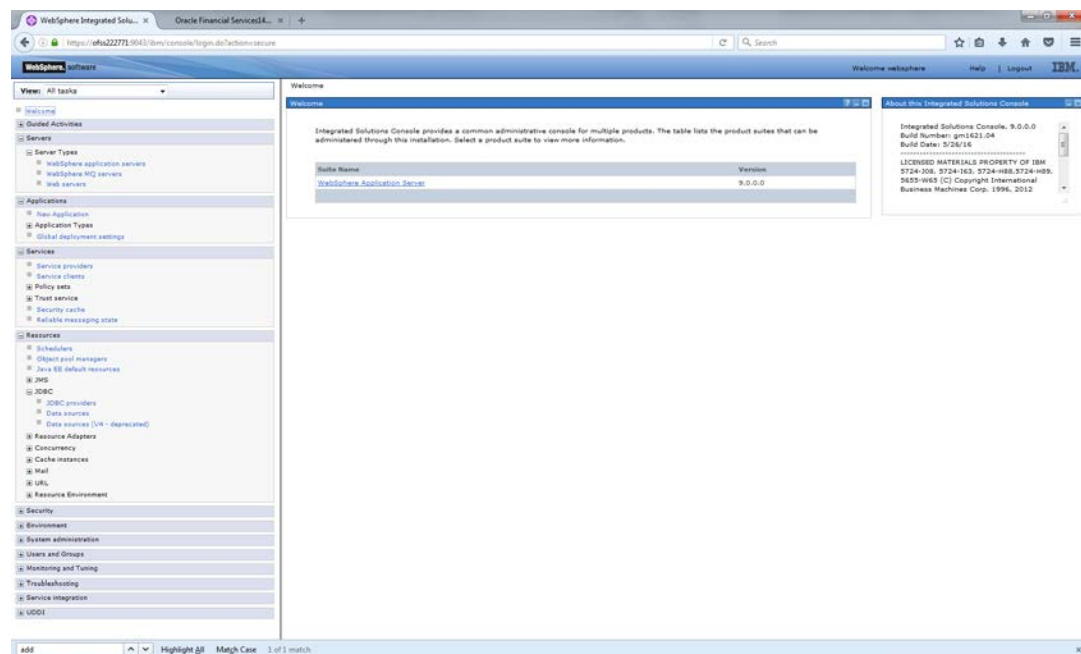 WebSphere Integrated Solu... ×
Oracle Financial Services14... ×
+
https://ofss222771:9043/ibm/console/login.do?action=secure
Search
WebSphere. software
Welcome websphere
Help | Logout
IBM.
View: All tasks
Welcome
Guided Activities
Servers
Server Types
WebSphere application servers
WebSphere MQ servers
Web servers
Applications
New Application
Application Types
Global deployment settings
Services
Service providers
Service clients
Policy sets
Trust service
Security cache
Reliable messaging state
Resources
Schedulers
Object pool managers
Java EE default resources
JMS
JDBC
JDBC providers
Data sources
Data sources (V4 - deprecated)
Resource Adapters
Concurrency
Cache instances
Mail
URL
Resource Environment
Security
Environment
System administration
Users and Groups
Monitoring and Tuning
Troubleshooting
Service integration
UDDI
Welcome
Welcome
Integrated Solutions Console provides a common administrative console for multiple products. The table lists the product suites that can be
administered through this installation. Select a product suite to view more information.
Suite Name Version
WebSphere Application Server 9.0.0.0
About this Integrated Solutions Console
Integrated Solutions Console, 9.0.0.0
Build Number: gm1621.04
Build Date: 5/26/16
------------------------------------
LICENSED MATERIALS PROPERTY OF IBM
5724-J08, 5724-I63, 5724-H88,5724-H89,
5655-W65 (C) Copyright International
Business Machines Corp. 1996, 2012
add
Highlight All Match Case 1 of 1 match